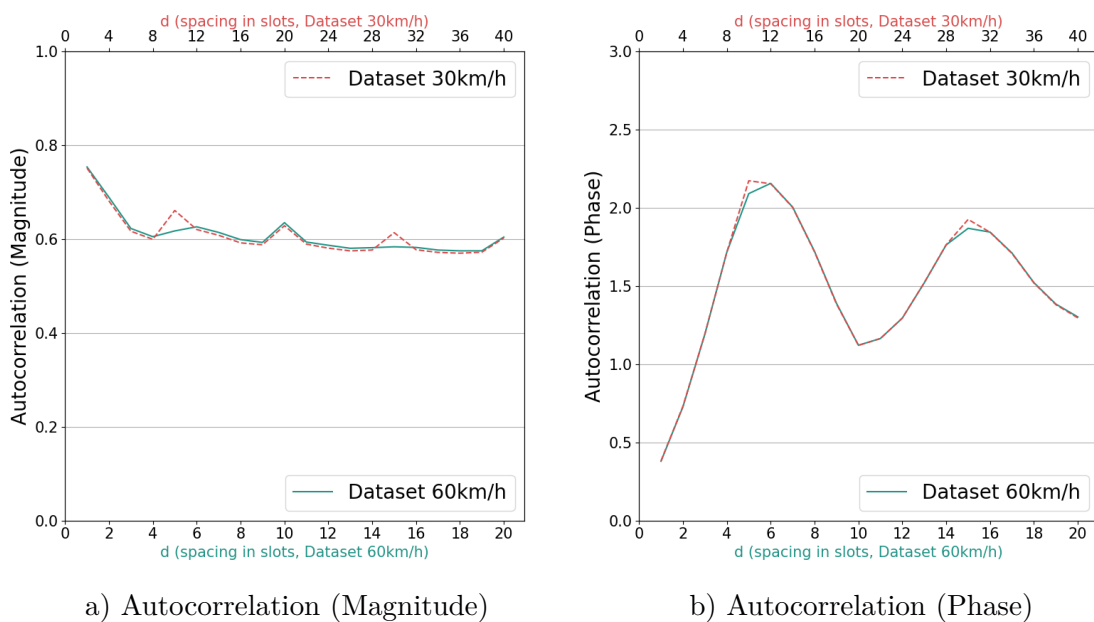 d (spacing in slots, Dataset 30km/h)
0 4 8 12 16 20 24 28 32 36 40
1.0
0.8
0.6
0.4
0.2
0.0
Autocorrelation (Magnitude)
Dataset 30km/h
Dataset 60km/h
0 2 4 6 8 10 12 14 16 18 20
d (spacing in slots, Dataset 60km/h)
a) Autocorrelation (Magnitude)
d (spacing in slots, Dataset 30km/h)
0 4 8 12 16 20 24 28 32 36 40
3.0
2.5
2.0
1.5
1.0
0.5
0.0
Autocorrelation (Phase)
Dataset 30km/h
Dataset 60km/h
0 2 4 6 8 10 12 14 16 18 20
d (spacing in slots, Dataset 60km/h)
b) Autocorrelation (Phase)